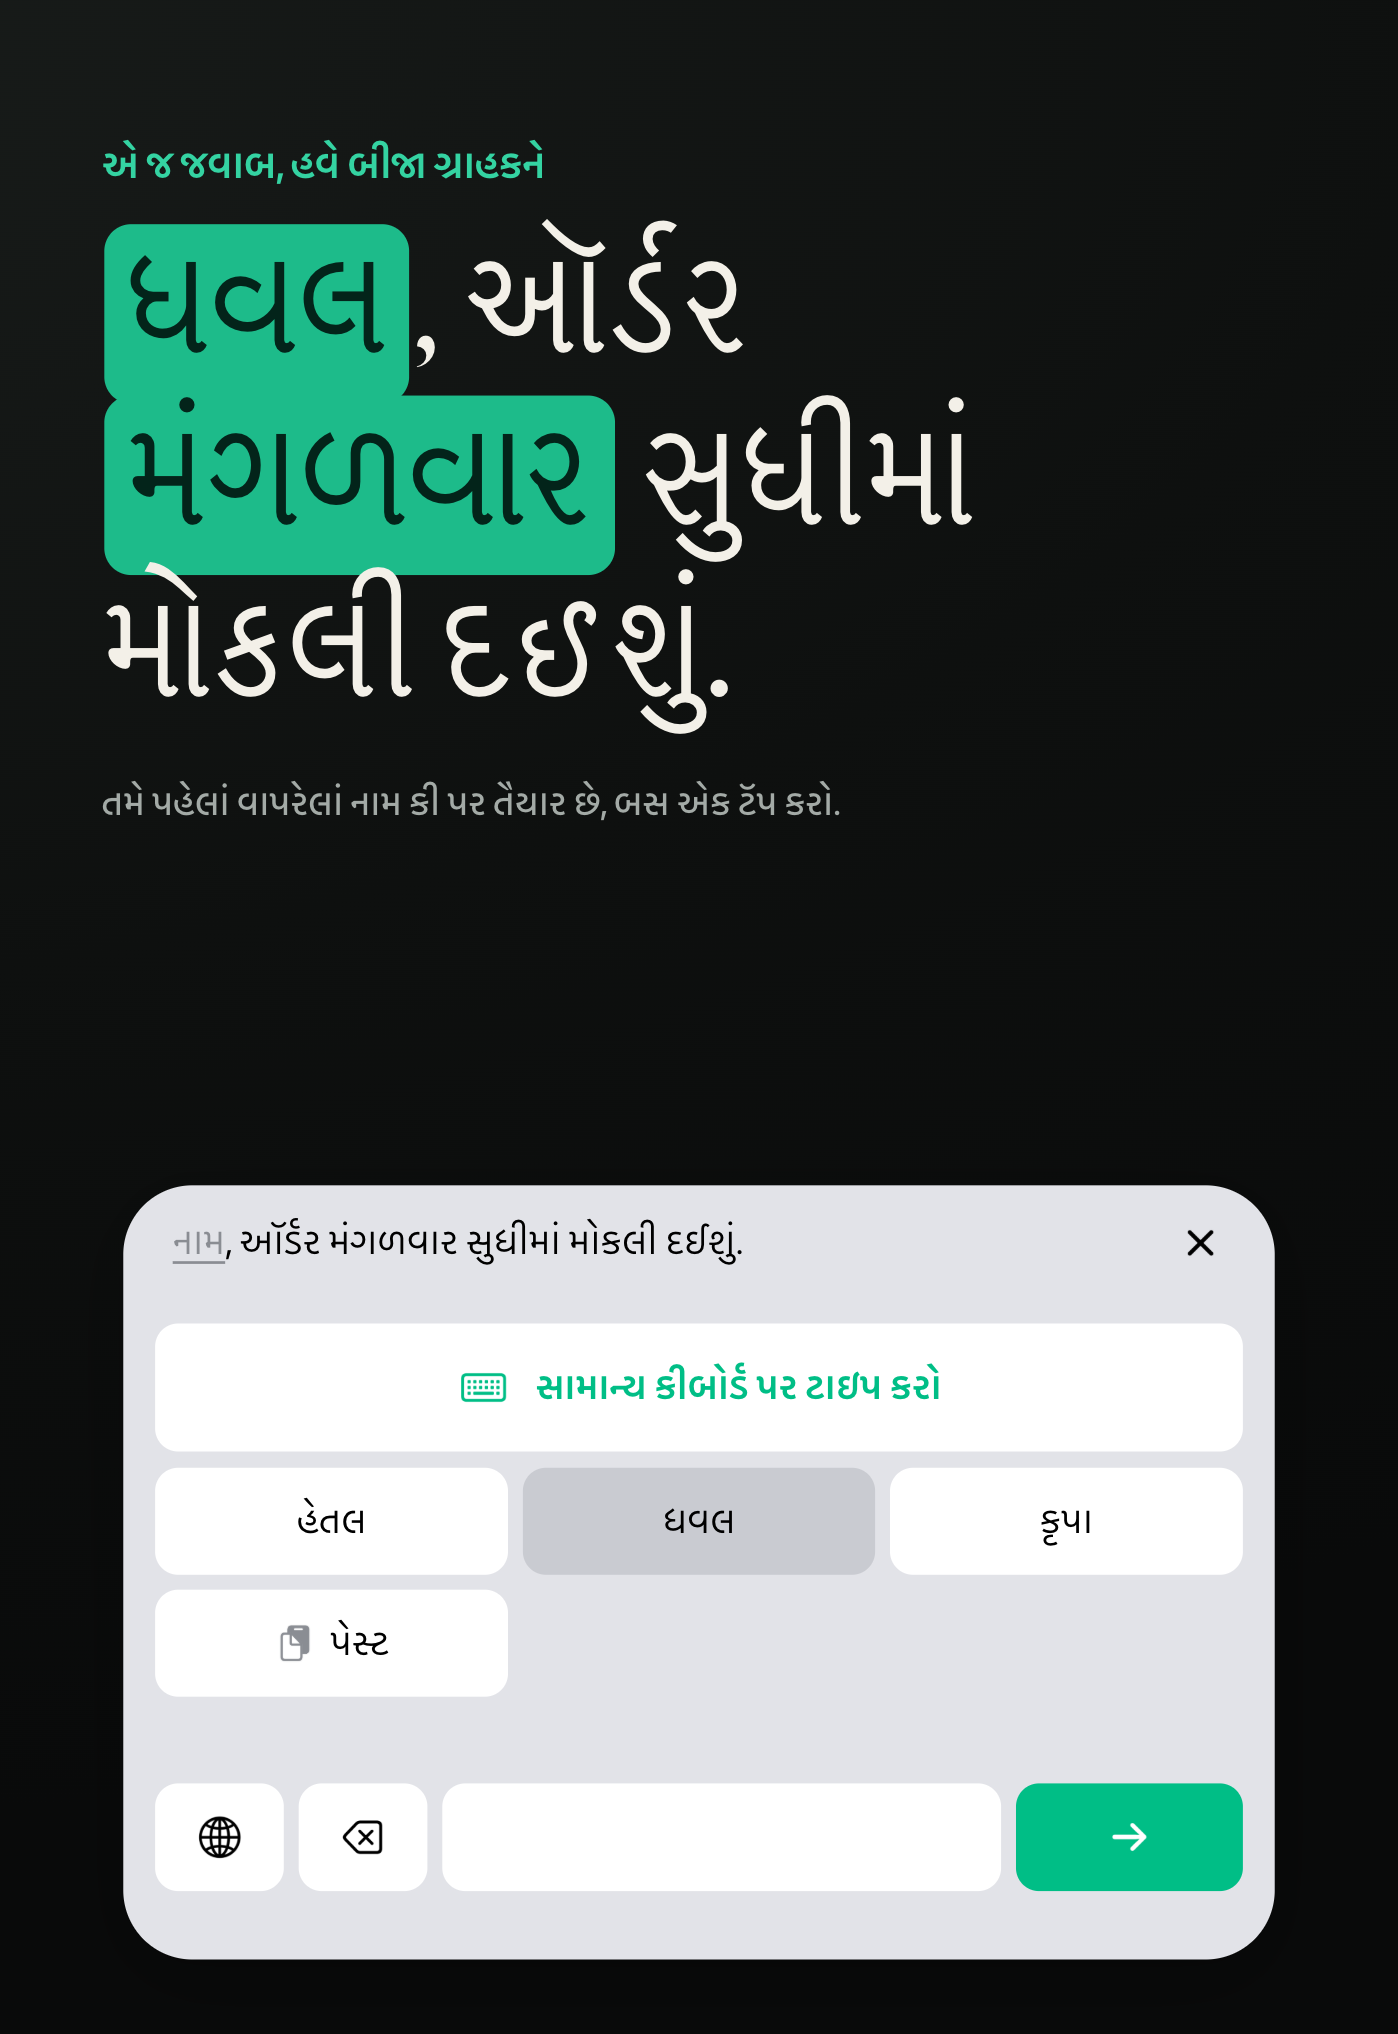 એ જ જવાબ, હવે બીજા ગ્રાહકને
ધવલ, ઑર્ડર
મંગળવાર સુધીમાં
મોકલી દઈશું.
તમે પહેલાં વાપરેલાં નામ કી પર તૈયાર છે, બસ એક ટૅપ કરો.
નામ, ઑર્ડર મંગળવાર સુધીમાં મોકલી દઈશું.
સામાન્ય કીબોર્ડ પર ટાઇપ કરો
હેતલ
ધવલ
કૃપા
પેસ્ટ